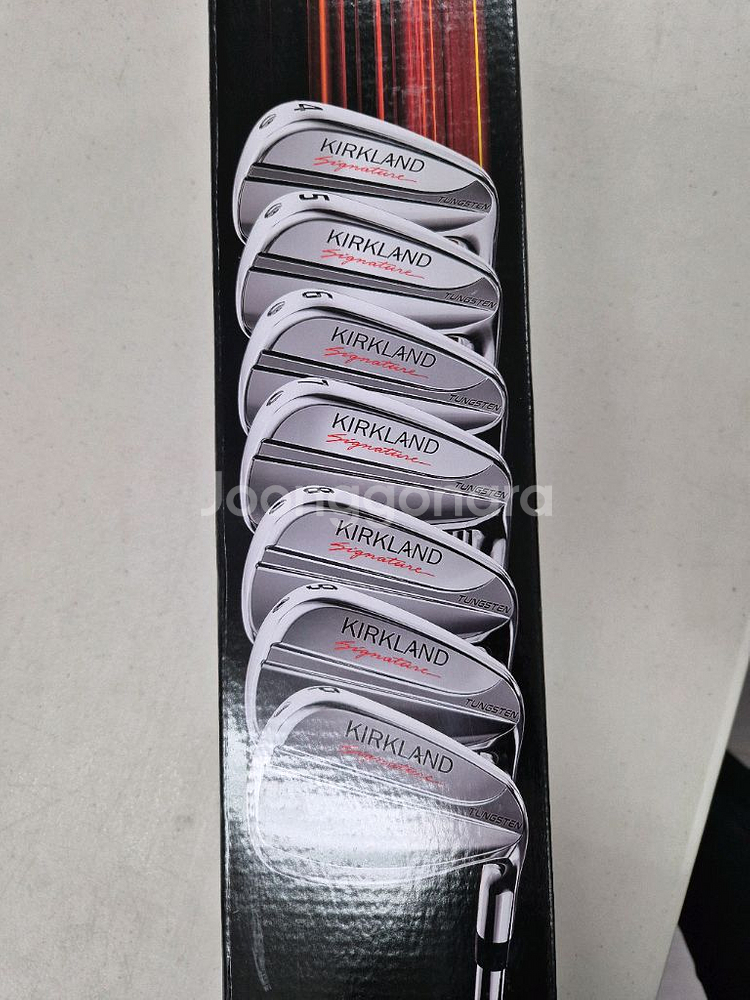 4
KIRKLAND
Signature
TUNGSTEN
5
KIRKLAND
Signature
TUNGSTEN
6
KIRKLAND
Signature
TUNGSTEN
7
KIRKLAND
Signature
TUNGSTEN
Joonggonara
8
KIRKLAND
Signature
TUNGSTEN
9
KIRKLAND
Signature
TUNGSTEN
P
KIRKLAND
Signature
TUNGSTEN